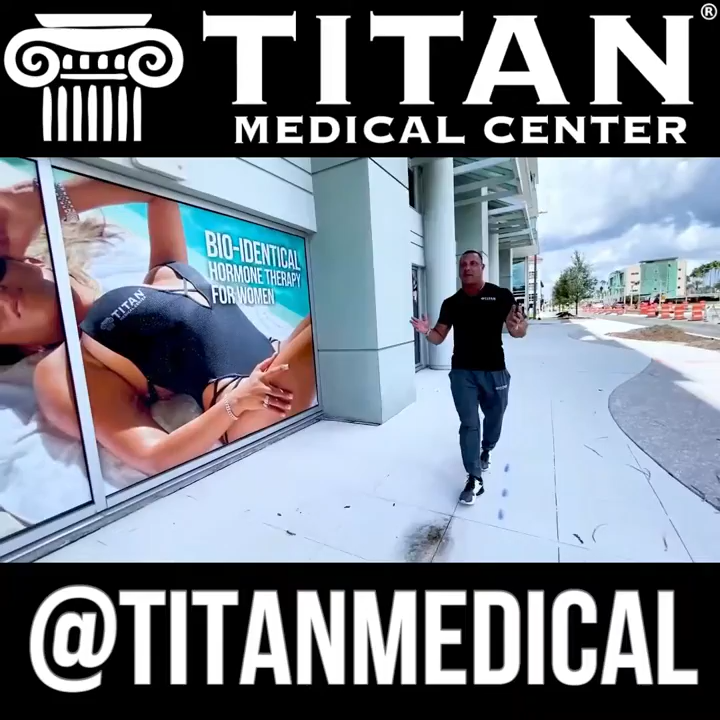 TITAN®
MEDICAL CENTER
BIO-IDENTICAL
HORMONE THERAPY
FOR WOMEN
TITAN
@TITANMEDICAL